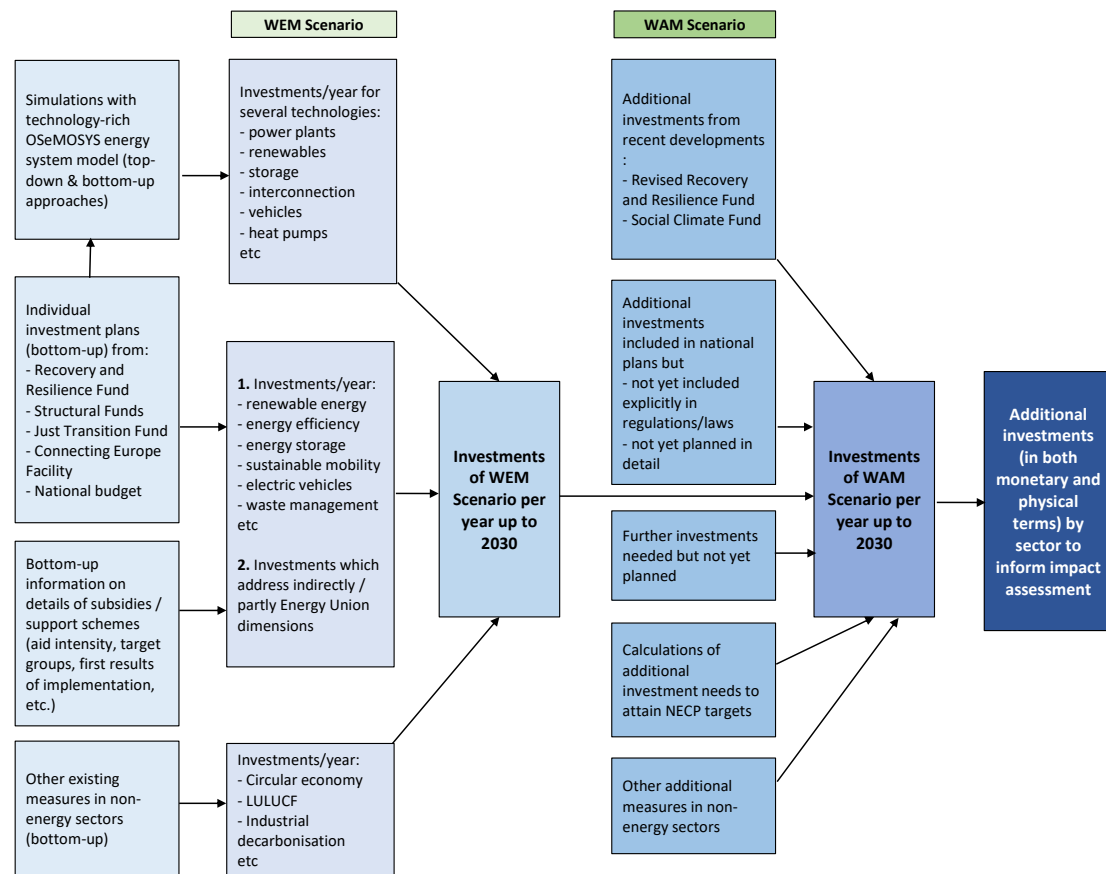 WEM Scenario
WAM Scenario
Simulations with
technology-rich
OSeMOSYS energy
system model (top-
down & bottom-up
approaches)
Individual
investment plans
(bottom-up) from:
- Recovery and
Resilience Fund
- Structural Funds
- Just Transition Fund
- Connecting Europe
Facility
- National budget
Bottom-up
information on
details of subsidies /
support schemes
(aid intensity, target
groups, first results
of implementation,
etc.)
Other existing
measures in non-
energy sectors
(bottom-up)
Investments/year for
several technologies:
- power plants
- renewables
- storage
- interconnection
- vehicles
- heat pumps
etc
1. Investments/year:
- renewable energy
- energy efficiency
- energy storage
- sustainable mobility
- electric vehicles
- waste management
etc
2. Investments which
address indirectly /
partly Energy Union
dimensions
Investments/year:
- Circular economy
- LULUCF
- Industrial
decarbonisation
etc
Investments
of WEM
Scenario per
year up to
2030
Additional
investments from
recent developments
:
- Revised Recovery
and Resilience Fund
- Social Climate Fund
Additional
investments
included in national
plans but
- not yet included
explicitly in
regulations/laws
- not yet planned in
detail
Further investments
needed but not yet
planned
Calculations of
additional
investment needs to
attain NECP targets
Other additional
measures in non-
energy sectors
Investments
of WAM
Scenario per
year up to
2030
Additional
investments
(in both
monetary and
physical
terms) by
sector to
inform impact
assessment